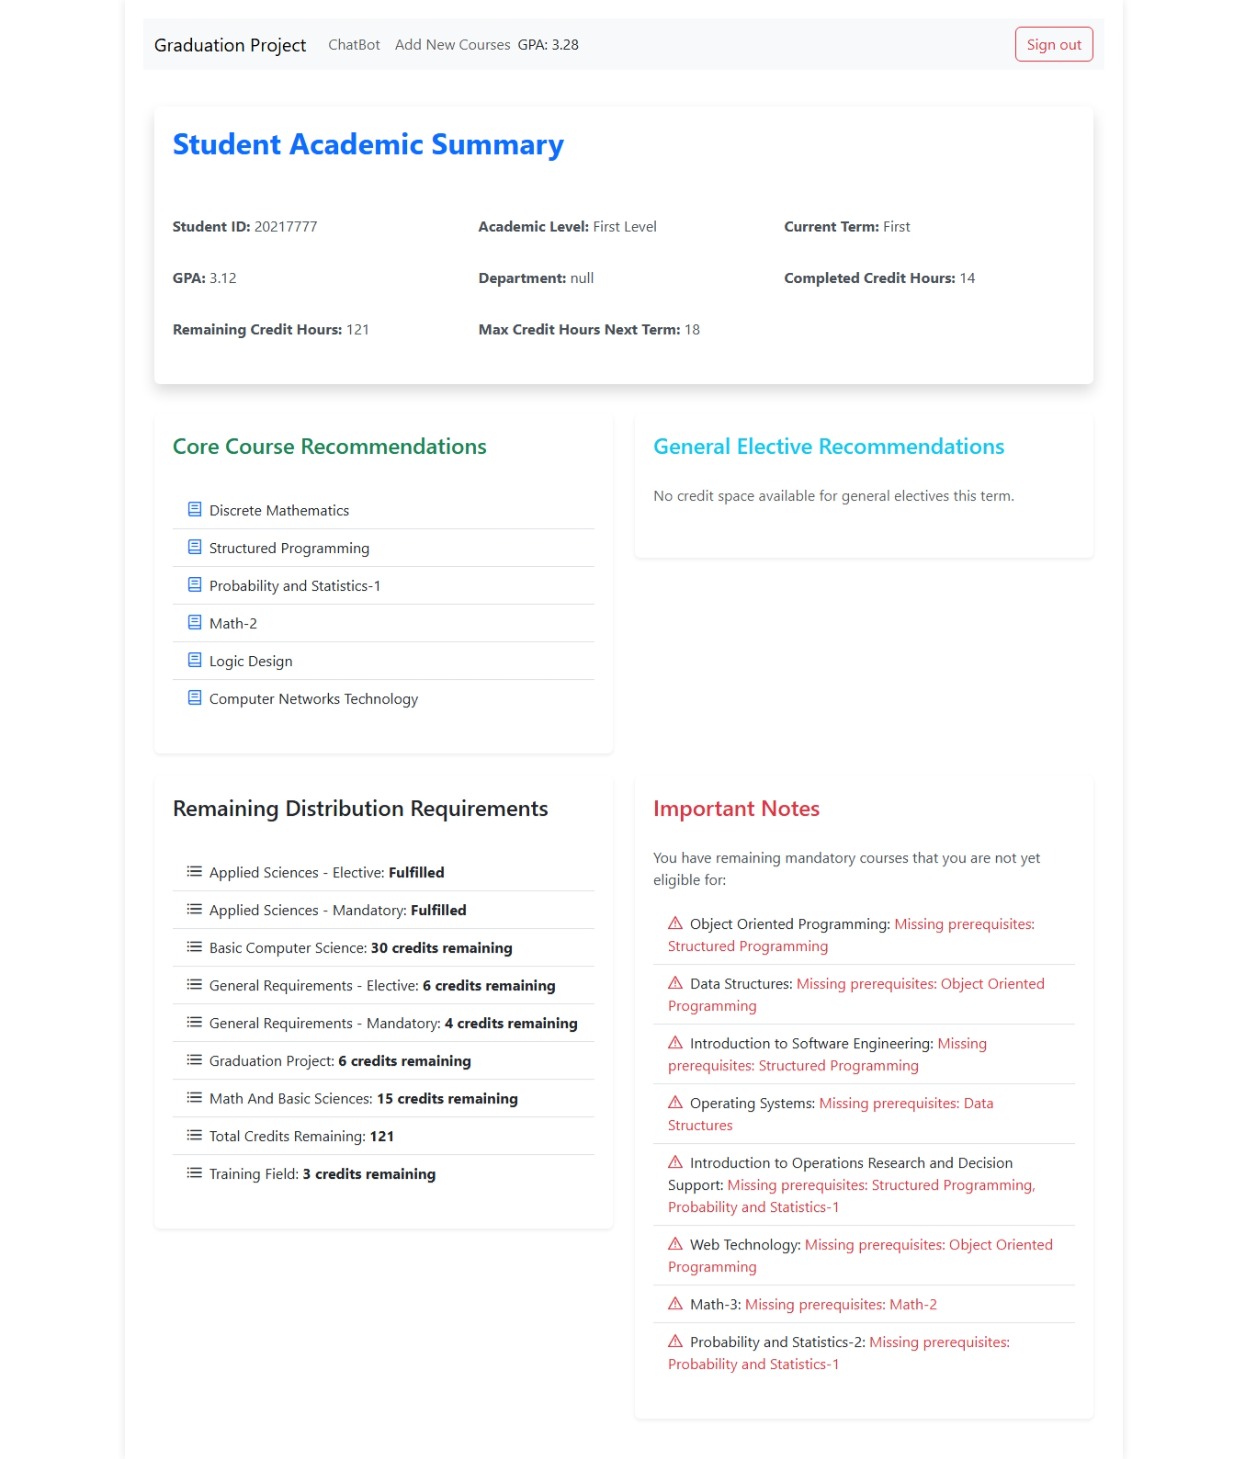 Graduation Project ChatBot Add New Courses GPA: 3.28 Sign out
Student Academic Summary
Student ID: 20217777 Academic Level: First Level Current Term: First
GPA: 3.12 Department: null Completed Credit Hours: 14
Remaining Credit Hours: 121 Max Credit Hours Next Term: 18
Core Course Recommendations
Discrete Mathematics
Structured Programming
Probability and Statistics-1
Math-2
Logic Design
Computer Networks Technology
General Elective Recommendations
No credit space available for general electives this term.
Remaining Distribution Requirements
Applied Sciences - Elective: Fulfilled
Applied Sciences - Mandatory: Fulfilled
Basic Computer Science: 30 credits remaining
General Requirements - Elective: 6 credits remaining
General Requirements - Mandatory: 4 credits remaining
Graduation Project: 6 credits remaining
Math And Basic Sciences: 15 credits remaining
Total Credits Remaining: 121
Training Field: 3 credits remaining
Important Notes
You have remaining mandatory courses that you are not yet
eligible for:
Object Oriented Programming: Missing prerequisites:
Structured Programming
Data Structures: Missing prerequisites: Object Oriented
Programming
Introduction to Software Engineering: Missing
prerequisites: Structured Programming
Operating Systems: Missing prerequisites: Data
Structures
Introduction to Operations Research and Decision
Support: Missing prerequisites: Structured Programming,
Probability and Statistics-1
Web Technology: Missing prerequisites: Object Oriented
Programming
Math-3: Missing prerequisites: Math-2
Probability and Statistics-2: Missing prerequisites:
Probability and Statistics-1